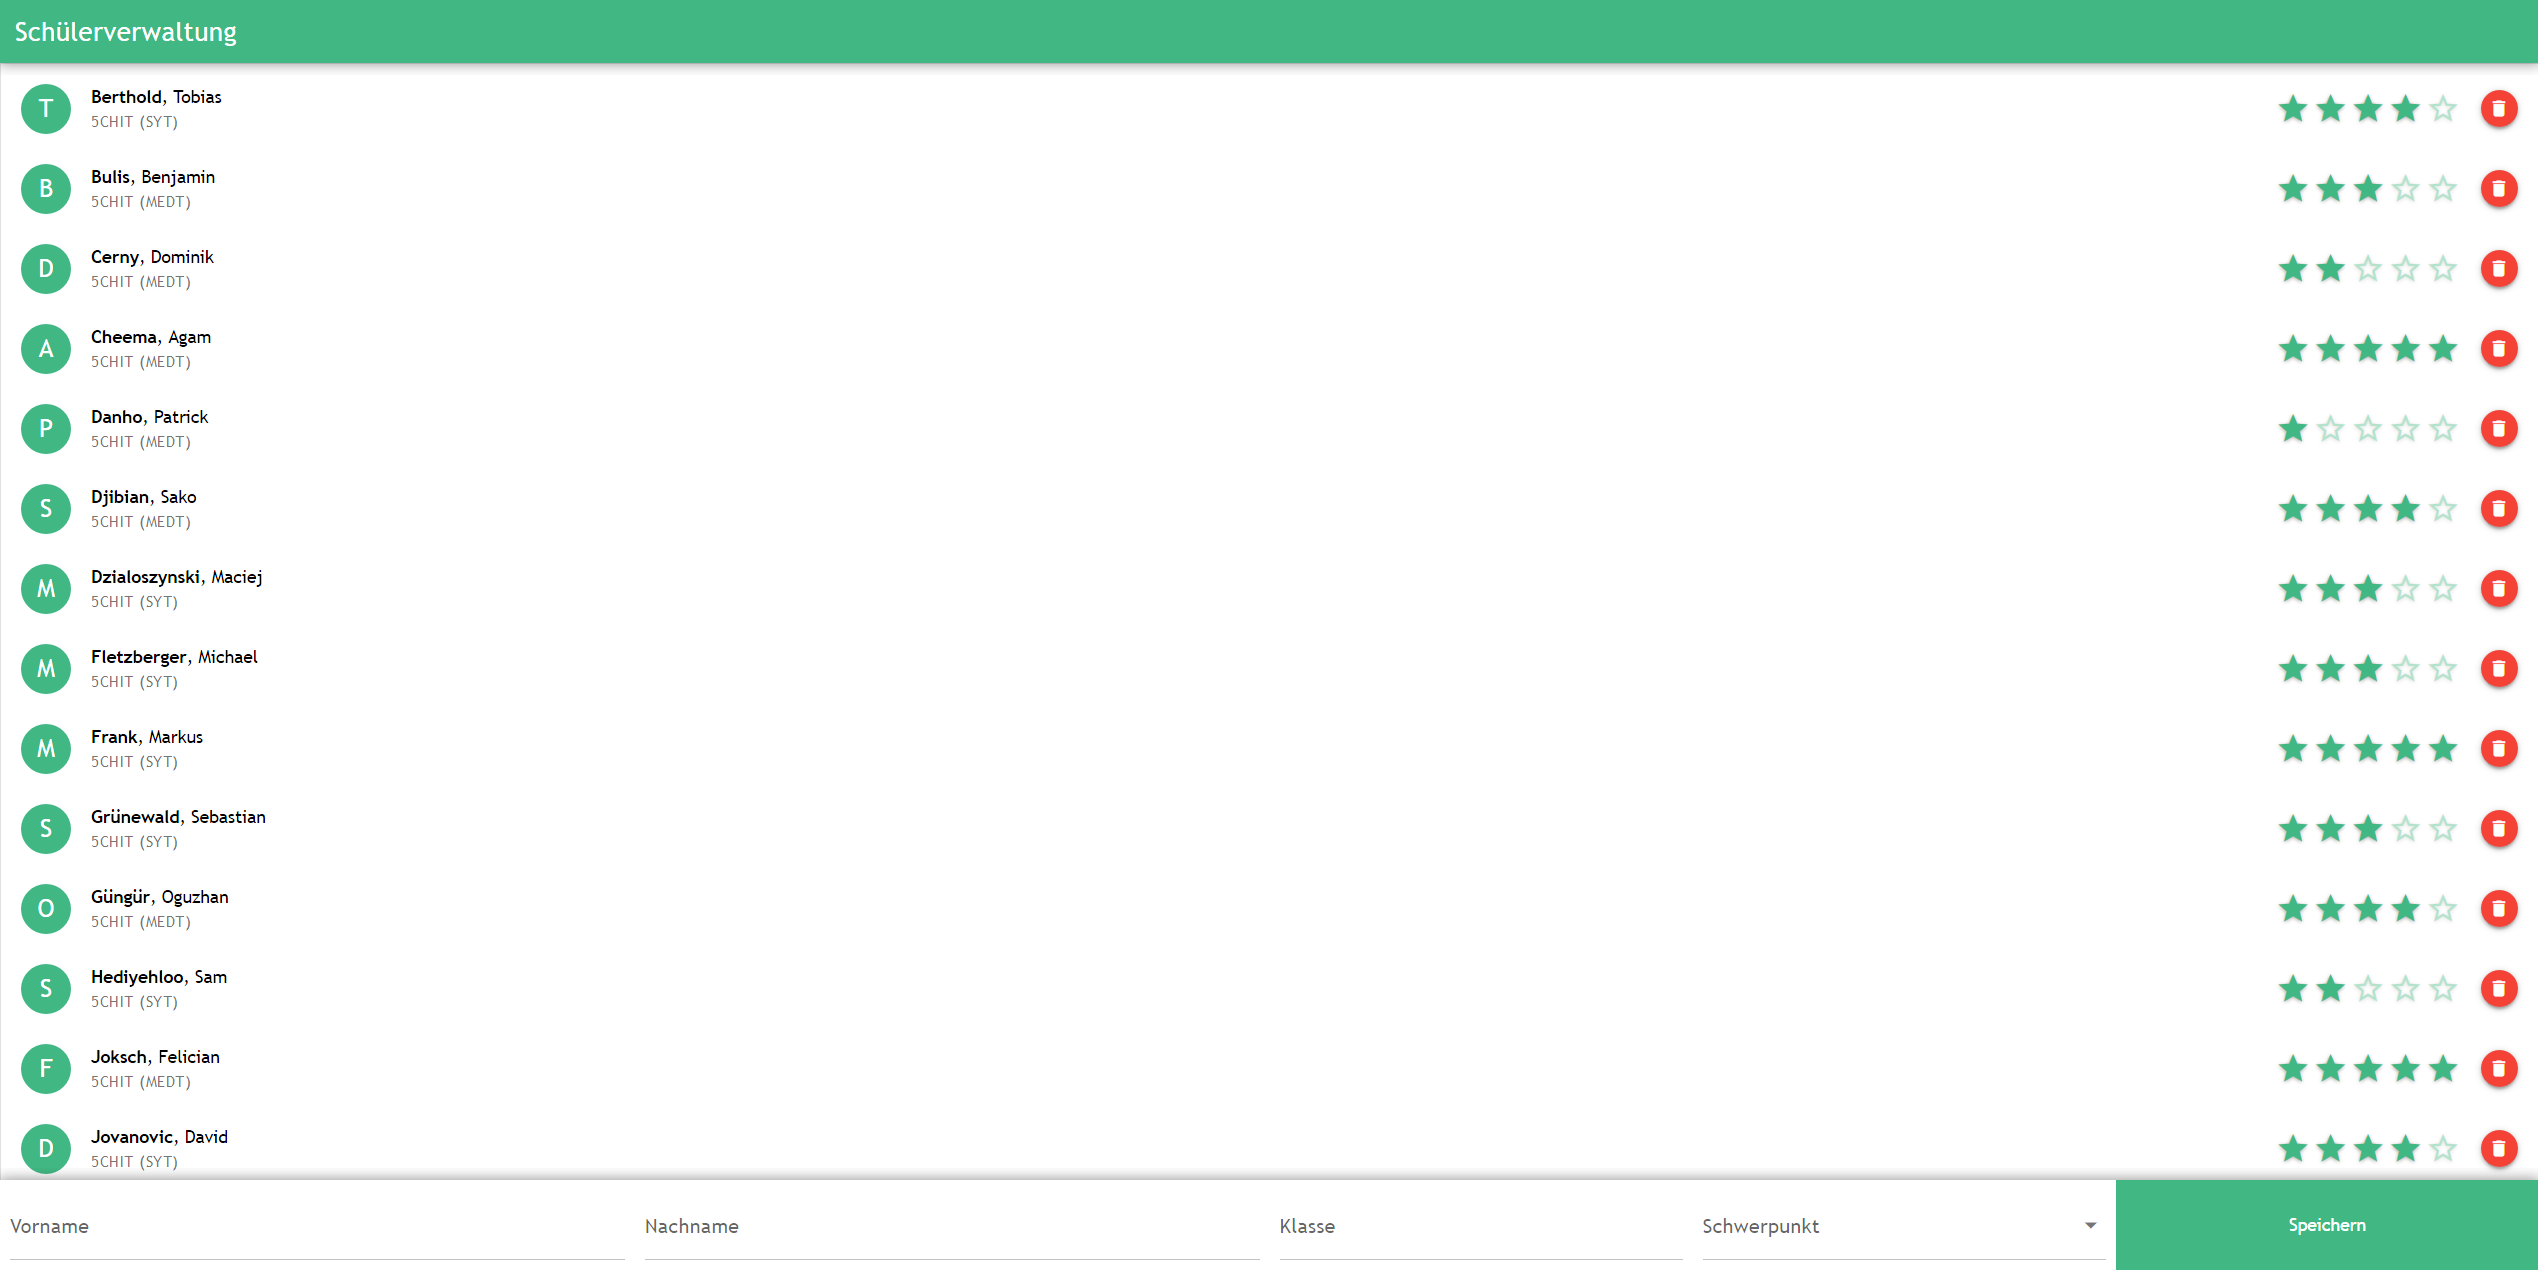 Schülerverwaltung
T
Berthold, Tobias
5CHIT (SYT)
B
Bulis, Benjamin
5CHIT (MEDT)
D
Cerny, Dominik
5CHIT (MEDT)
A
Cheema, Agam
5CHIT (MEDT)
P
Danho, Patrick
5CHIT (MEDT)
S
Djibian, Sako
5CHIT (MEDT)
M
Dzialoszynski, Maciej
5CHIT (SYT)
M
Fletzberger, Michael
5CHIT (SYT)
M
Frank, Markus
5CHIT (SYT)
S
Grünewald, Sebastian
5CHIT (SYT)
O
Güngür, Oguzhan
5CHIT (MEDT)
S
Hediyehloo, Sam
5CHIT (SYT)
F
Joksch, Felician
5CHIT (MEDT)
D
Jovanovic, David
5CHIT (SYT)
Vorname
Nachname
Klasse
Schwerpunkt
Speichern